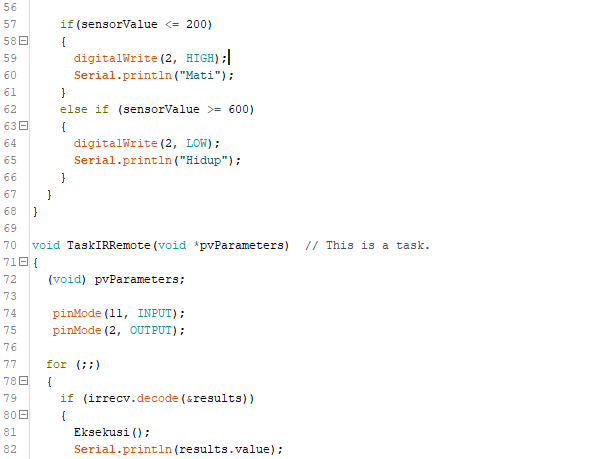 56
57 if(sensorValue <= 200)
58 {
59 digitalWrite(2, HIGH);
60 Serial.println("Mati");
61 }
62 else if (sensorValue >= 600)
63 {
64 digitalWrite(2, LOW);
65 Serial.println("Hidup");
66 }
67 }
68 }
69
70 void TaskIRRemote(void *pvParameters) // This is a task.
71 {
72 (void) pvParameters;
73
74 pinMode(11, INPUT);
75 pinMode(2, OUTPUT);
76
77 for (;;)
78 {
79 if (irrecv.decode(&results))
80 {
81 Eksekusi();
82 Serial.println(results.value);